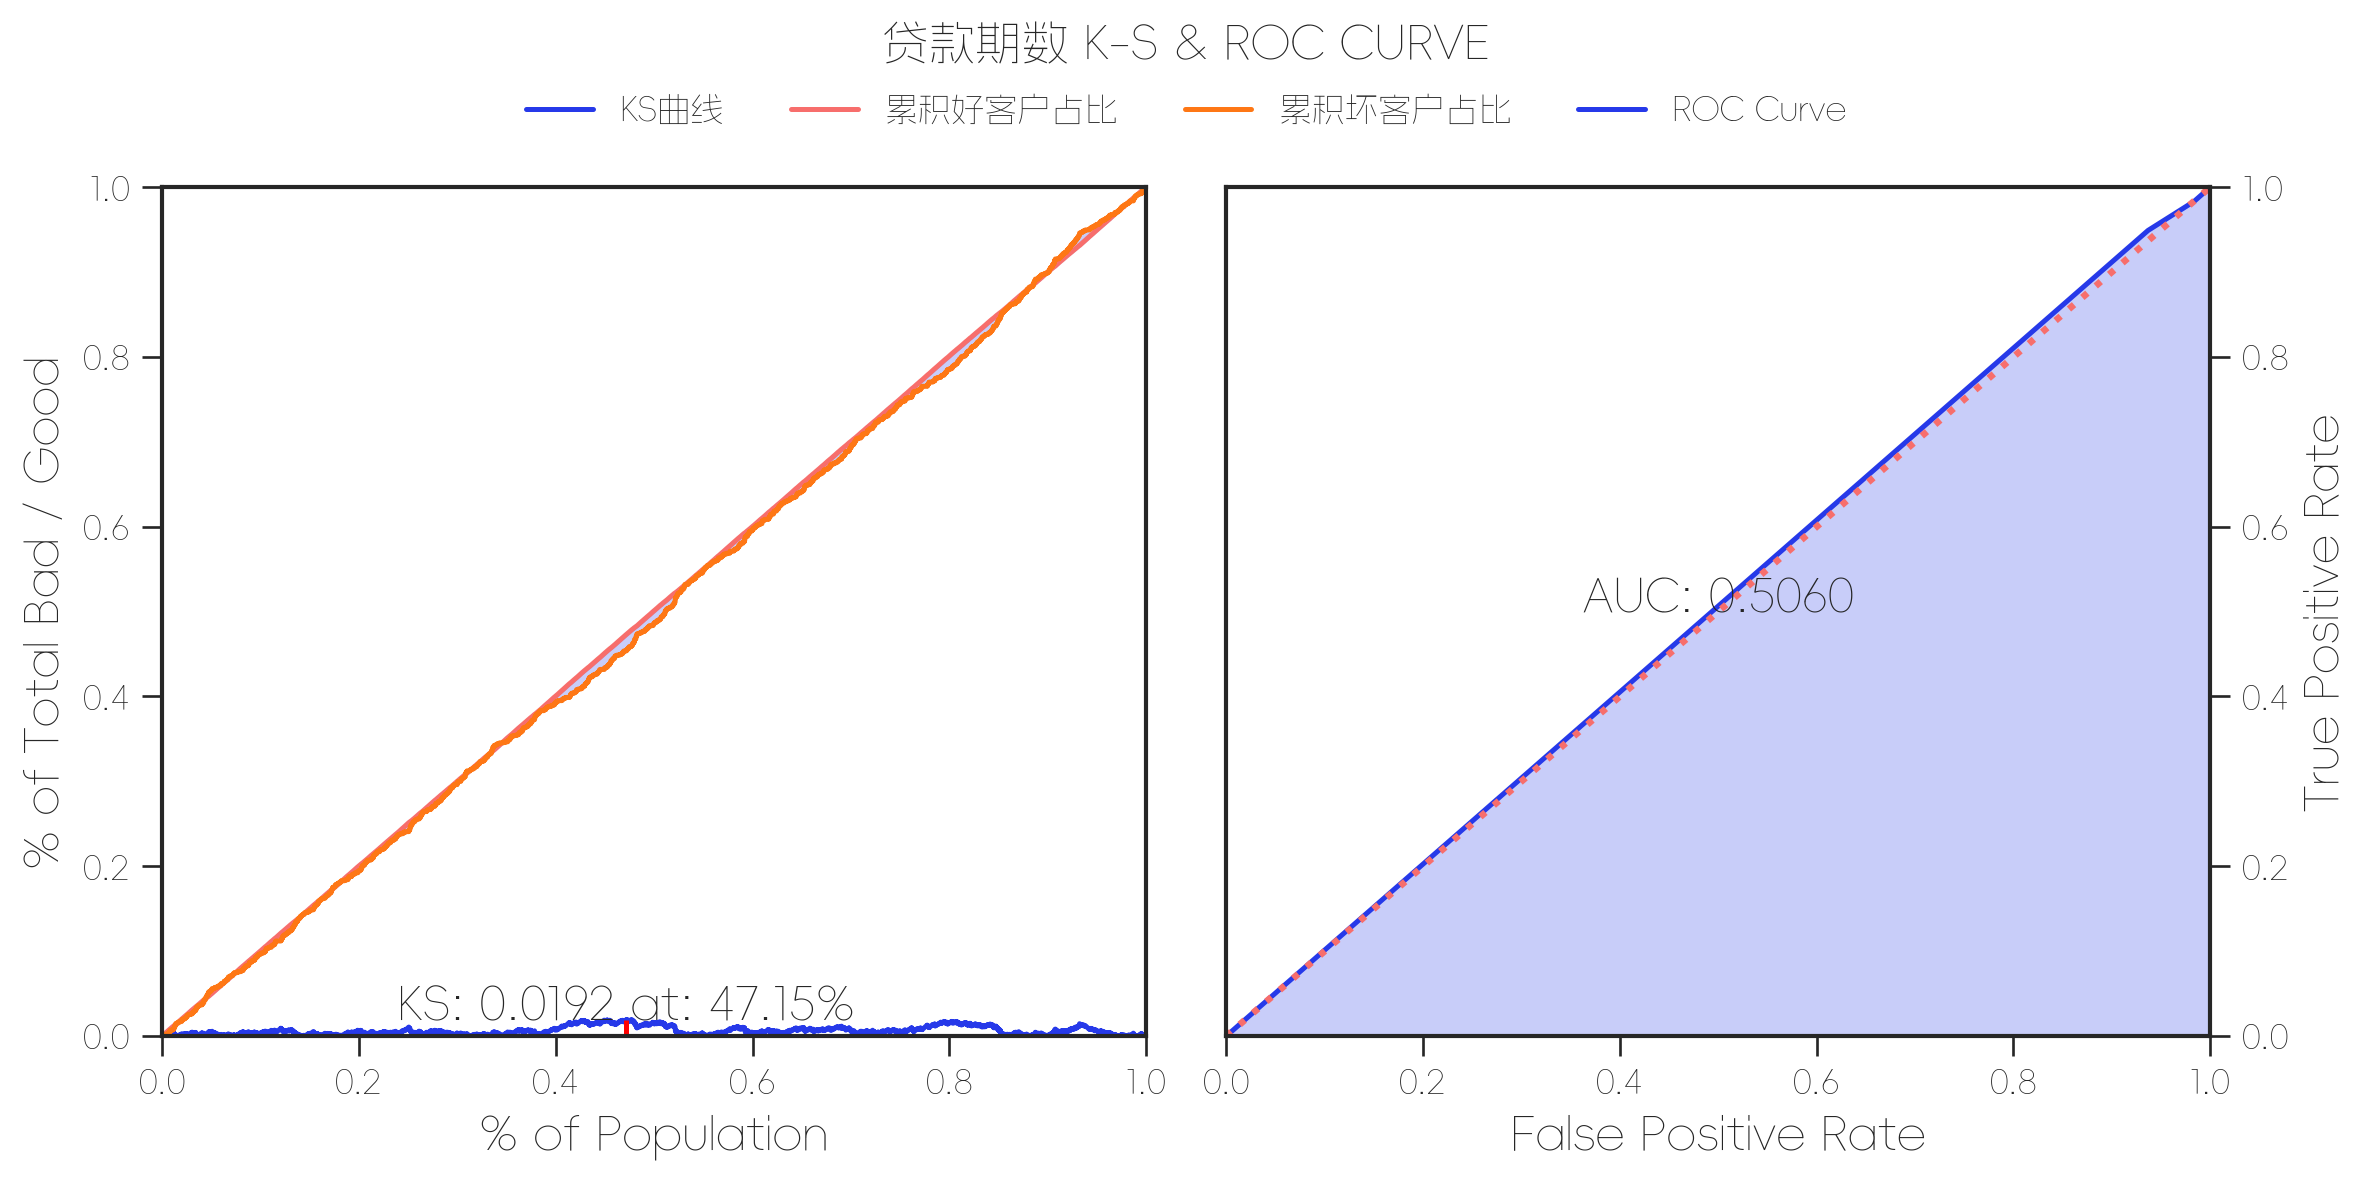 贷款期数 K-S & ROC CURVE
KS曲线 累积好客户占比 累积坏客户占比 ROC Curve
% of Total Bad / Good
1.0
0.8
0.6
0.4
0.2
0.0
KS: 0.0192 at: 47.15%
0.0 0.2 0.4 0.6 0.8 1.0
% of Population
AUC: 0.5060
0.0 0.2 0.4 0.6 0.8 1.0
False Positive Rate
1.0
0.8
0.6
0.4
0.2
0.0
True Positive Rate